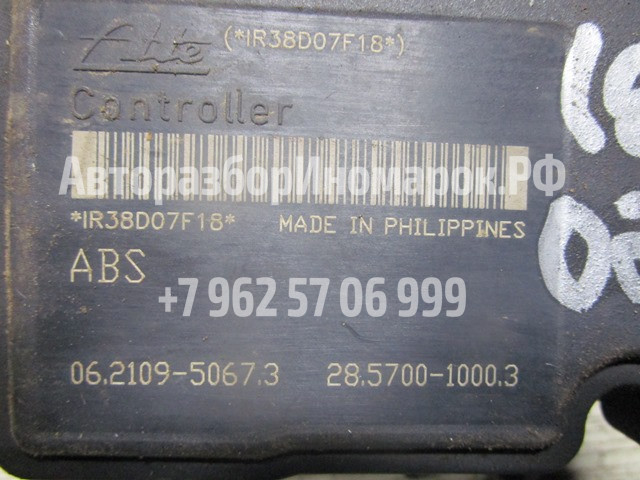 Ate (*IR38D07F18*)
Controller
АвторазборИномарок.РФ
*IR38D07F18* MADE IN PHILIPPINES
ABS
+7 962 57 06 999
06.2109-5067.3 28.5700-1000.3